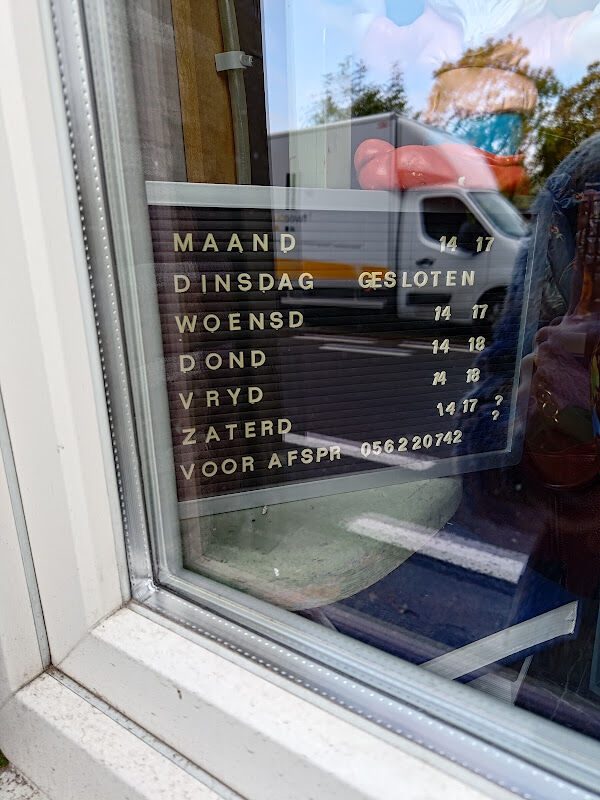 MAAND 14 17
DINSDAG GESLOTEN
WOENSD 14 17
DOND 14 18
VRYD 14 18
ZATERD 14 17 ?
?
VOOR AFSPR 056220742